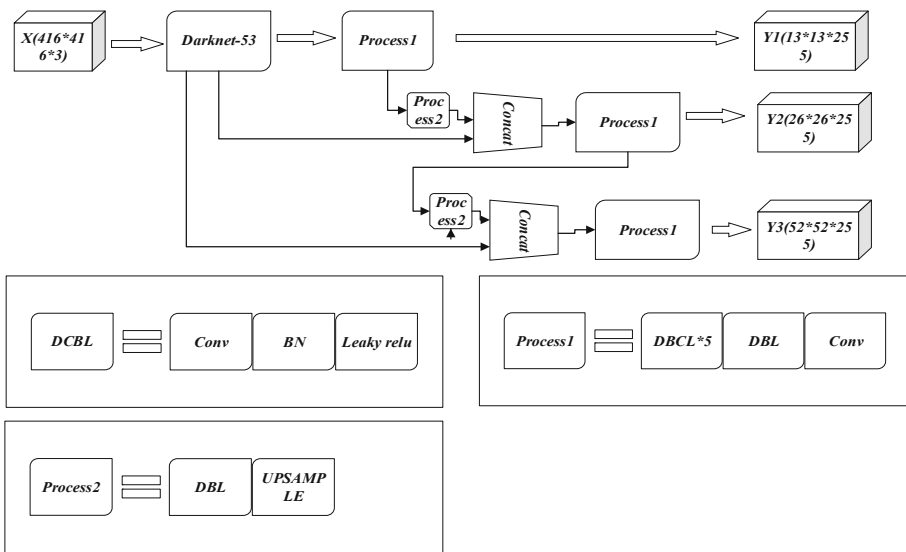 X(416*41
6*3)
Darknet-53
Process1
Y1(13*13*25
5)
Proc
ess2
Concat
Process1
Y2(26*26*25
5)
Proc
ess2
Concat
Process1
Y3(52*52*25
5)
DCBL
Conv
BN
Leaky relu
Process1
DBCL*5
DBL
Conv
Process2
DBL
UPSAMP
LE